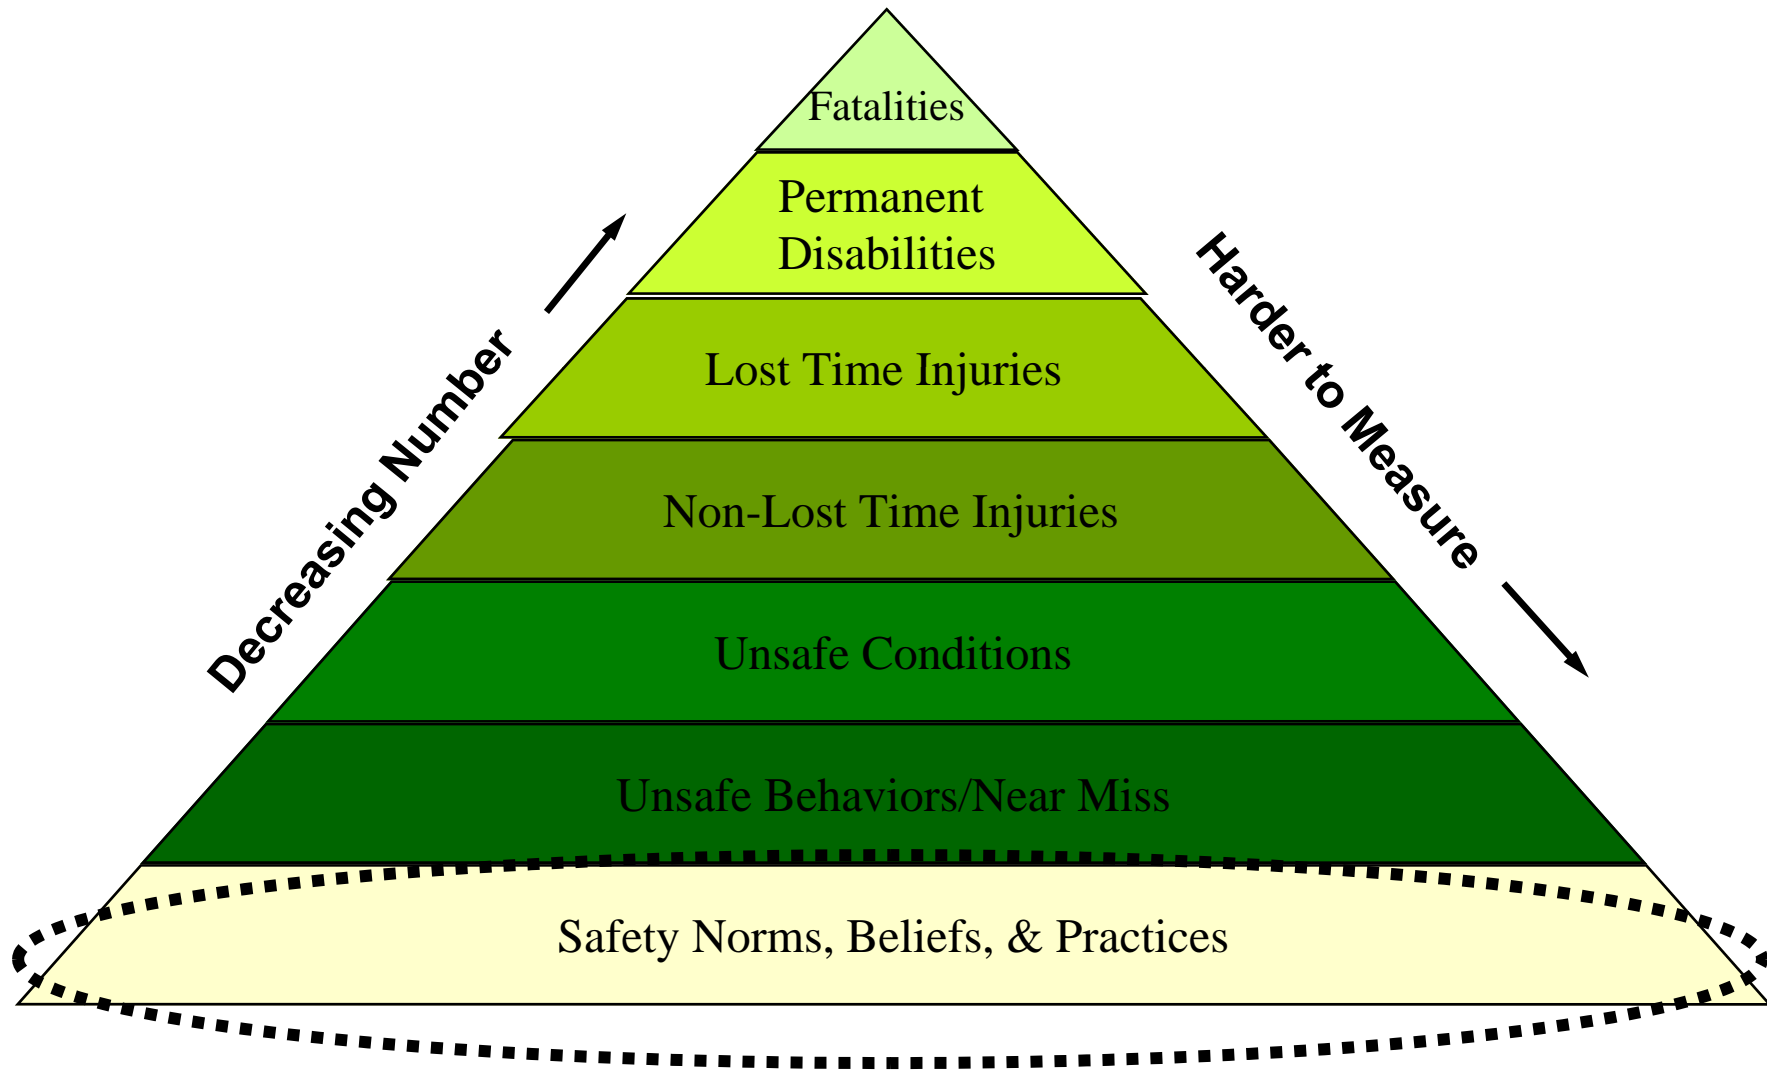 Fatalities
Permanent
Disabilities
Lost Time Injuries
Non-Lost Time Injuries
Unsafe Conditions
Unsafe Behaviors/Near Miss
Safety Norms, Beliefs, & Practices
Decreasing Number
Harder to Measure